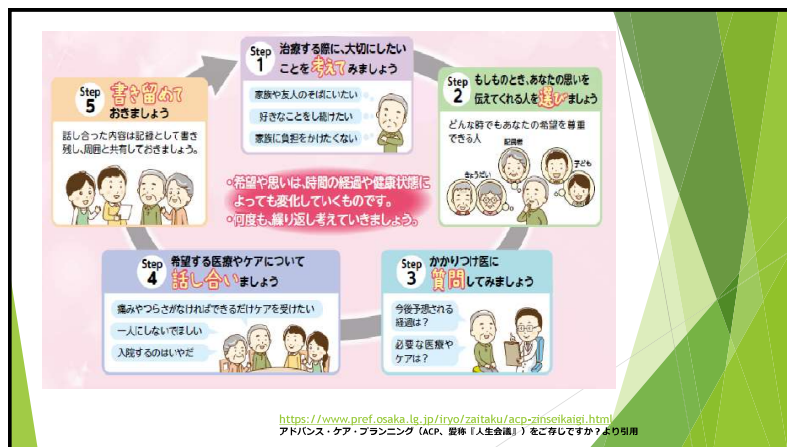 Step 1
治療する際に、大切にしたい
ことを考えてみましょう
家族や友人のそばにいたい
好きなことをし続けたい
家族に負担をかけたくない
Step 2
もしものとき、あなたの思いを
伝えてくれる人を選びましょう
どんな時でもあなたの希望を尊重
できる人
配偶者
きょうだい
子ども
Step 3
かかりつけ医に
質問してみましょう
今後予想される
経過は?
必要な医療や
ケアは?
Step 4
希望する医療やケアについて
話し合いましょう
痛みやつらさがなければできるだけケアを受けたい
一人にしないでほしい
入院するのはいやだ
Step 5
書き留めて
おきましょう
話し合った内容は記録として書き
残し、周囲と共有しておきましょう。
・希望や思いは、時間の経過や健康状態に
よっても変化していくものです。
・何度も、繰り返し考えていきましょう。
https://www.pref.osaka.lg.jp/iryo/zaitaku/acp-zinseikaigi.html
アドバンス・ケア・プランニング(ACP、愛称『人生会議』)をご存じですか?より引用